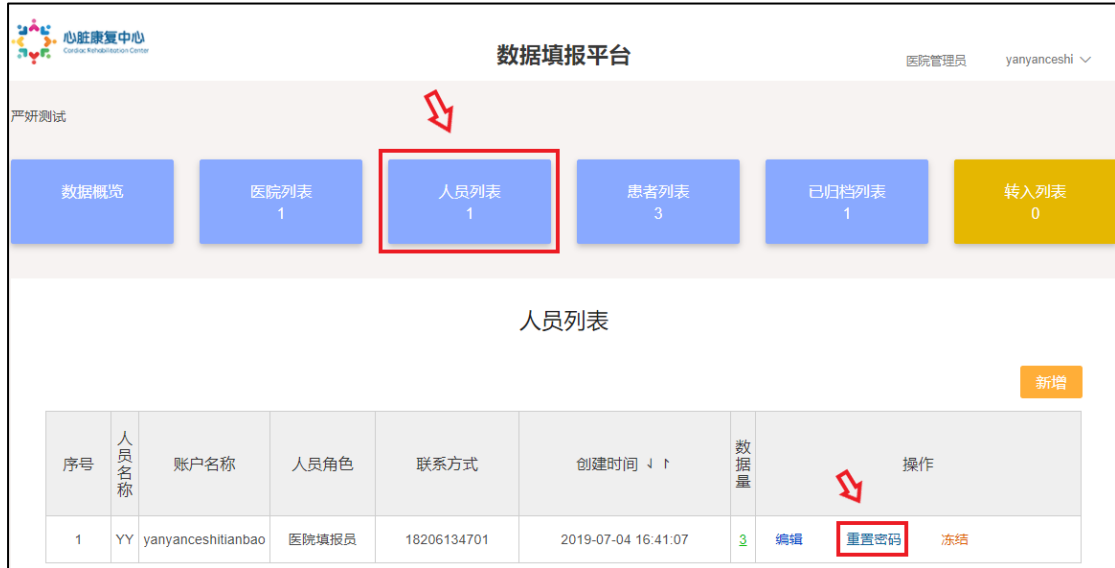 心脏康复中心
Cardiac Rehabilitation Center
数据填报平台
医院管理员
yanyanceshi
严妍测试
数据概览
医院列表
1
人员列表
1
患者列表
3
已归档列表
1
转入列表
0
人员列表
新增
序号 人员名称 账户名称 人员角色 联系方式 创建时间 数据量 操作
1 YY yanyanceshitianbao 医院填报员 18206134701 2019-07-04 16:41:07 3 编辑 重置密码 冻结